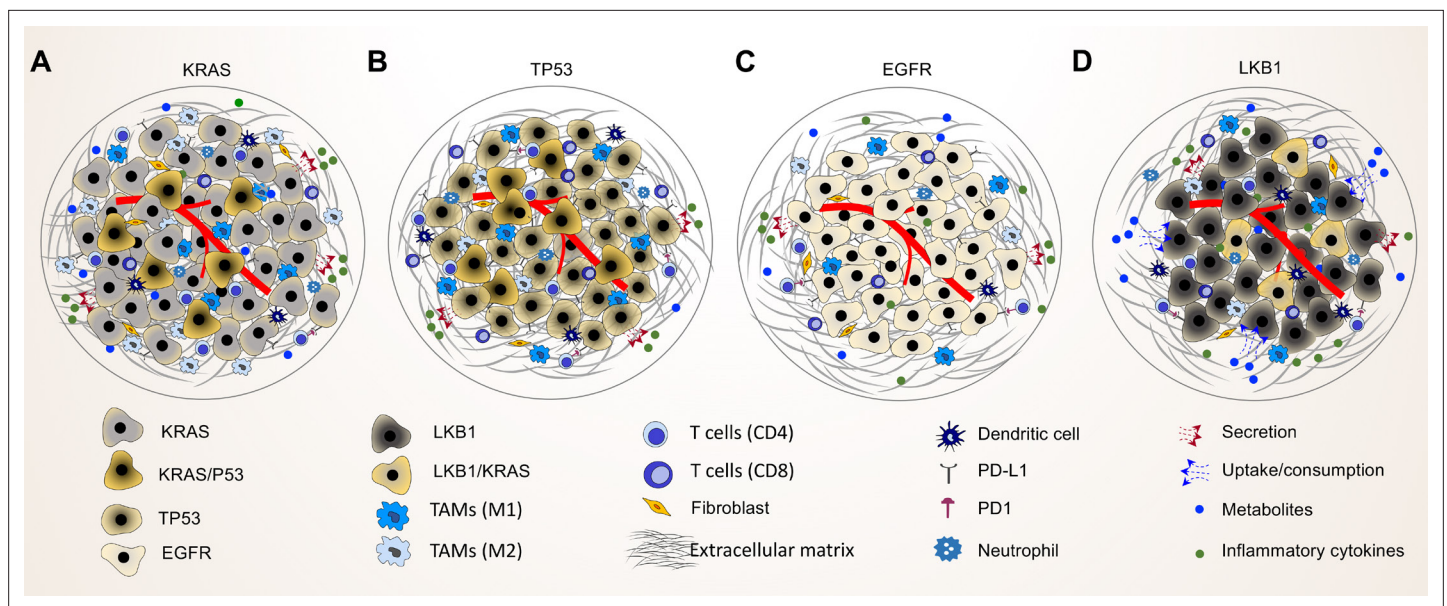 A
KRAS
B
TP53
C
EGFR
D
LKB1
KRAS
KRAS/P53
TP53
EGFR
LKB1
LKB1/KRAS
TAMs (M1)
TAMs (M2)
T cells (CD4)
T cells (CD8)
Fibroblast
Extracellular matrix
Dendritic cell
PD-L1
PD1
Neutrophil
Secretion
Uptake/consumption
Metabolites
Inflammatory cytokines